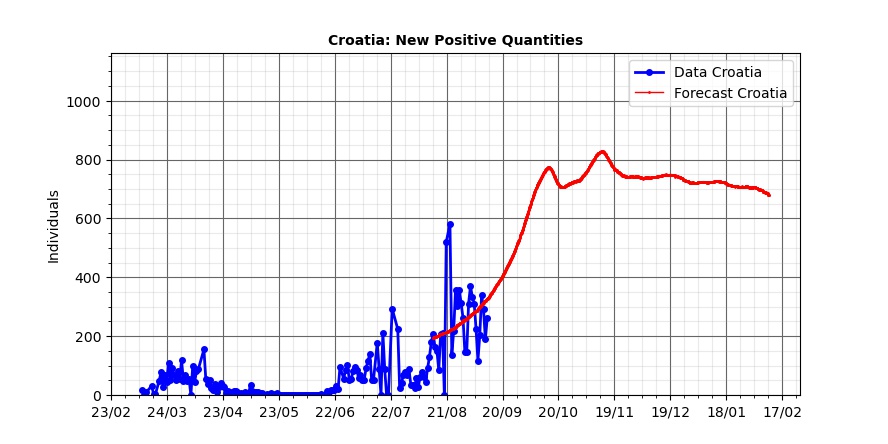 Croatia: New Positive Quantities
Data Croatia
Forecast Croatia
Individuals
1000
800
600
400
200
0
23/02 24/03 23/04 23/05 22/06 22/07 21/08 20/09 20/10 19/11 19/12 18/01 17/02